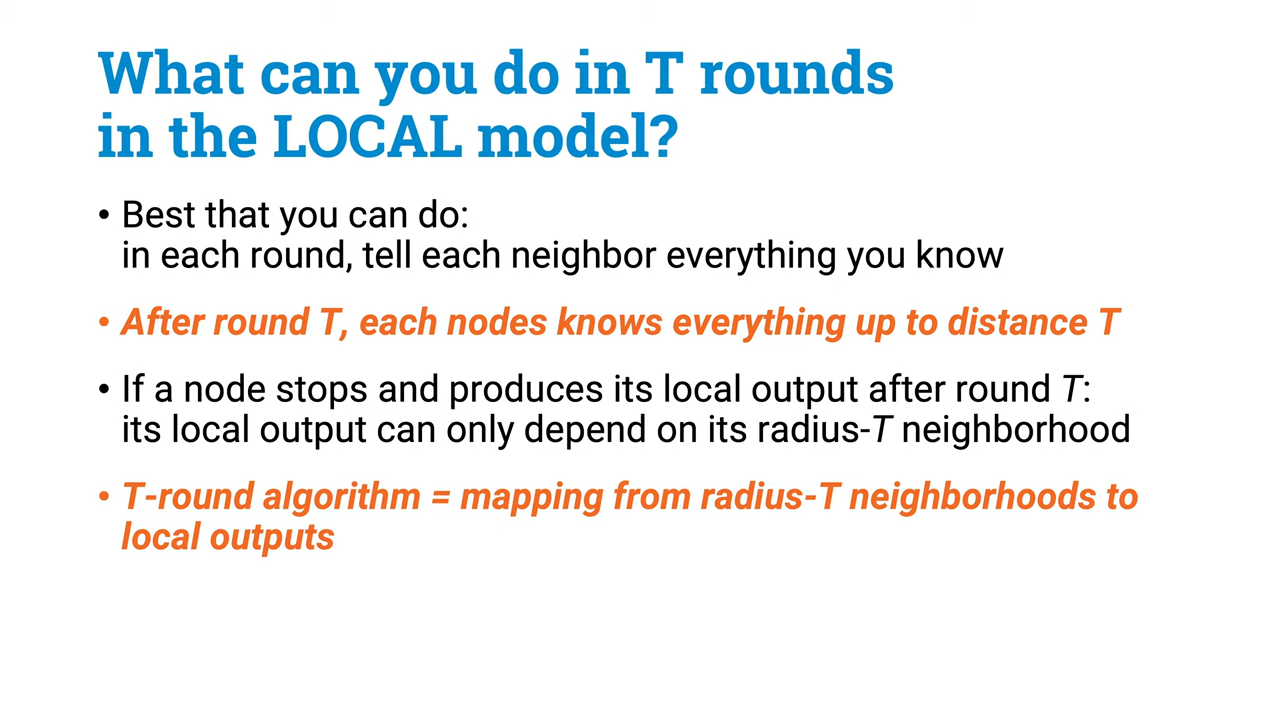 What can you do in T rounds
in the LOCAL model?
• Best that you can do:
in each round, tell each neighbor everything you know
• After round T, each nodes knows everything up to distance T
• If a node stops and produces its local output after round T:
its local output can only depend on its radius-T neighborhood
• T-round algorithm = mapping from radius-T neighborhoods to
local outputs